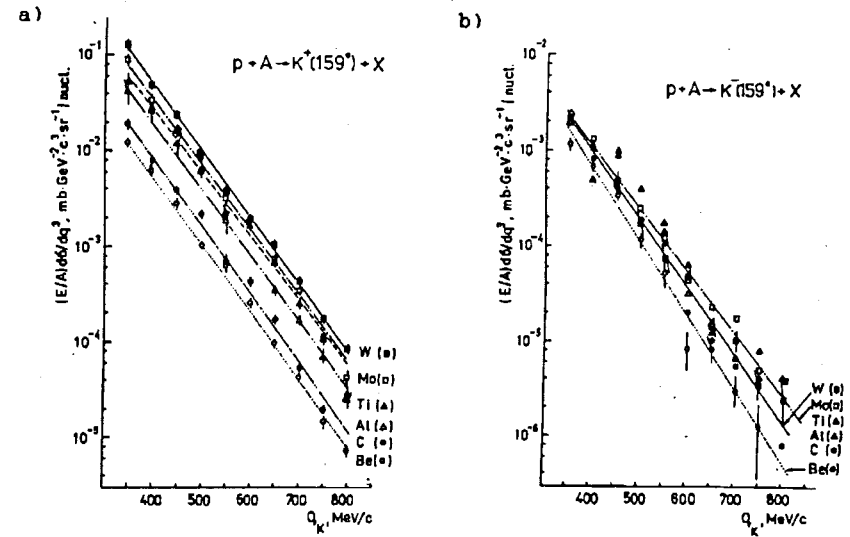 a)
p + A → K⁺(159°) + X
(E/A)dδ/dq³, mb·GeV⁻²·c³·sr⁻¹/nucl.
10⁻¹
10⁻²
10⁻³
10⁻⁴
10⁻⁵
W (■)
Mo(□)
Ti (▲)
Al (△)
C (●)
Be(○)
400 500 600 700 800
q_K, MeV/c
b)
p + A → K⁻(159°) + X
(E/A)dδ/dq³, mb·GeV⁻²·c³·sr⁻¹/nucl.
10⁻²
10⁻³
10⁻⁴
10⁻⁵
10⁻⁶
W (■)
Mo(□)
Ti (▲)
Al(△)
C (●)
Be(○)
400 500 600 700 800
q_K, MeV/c